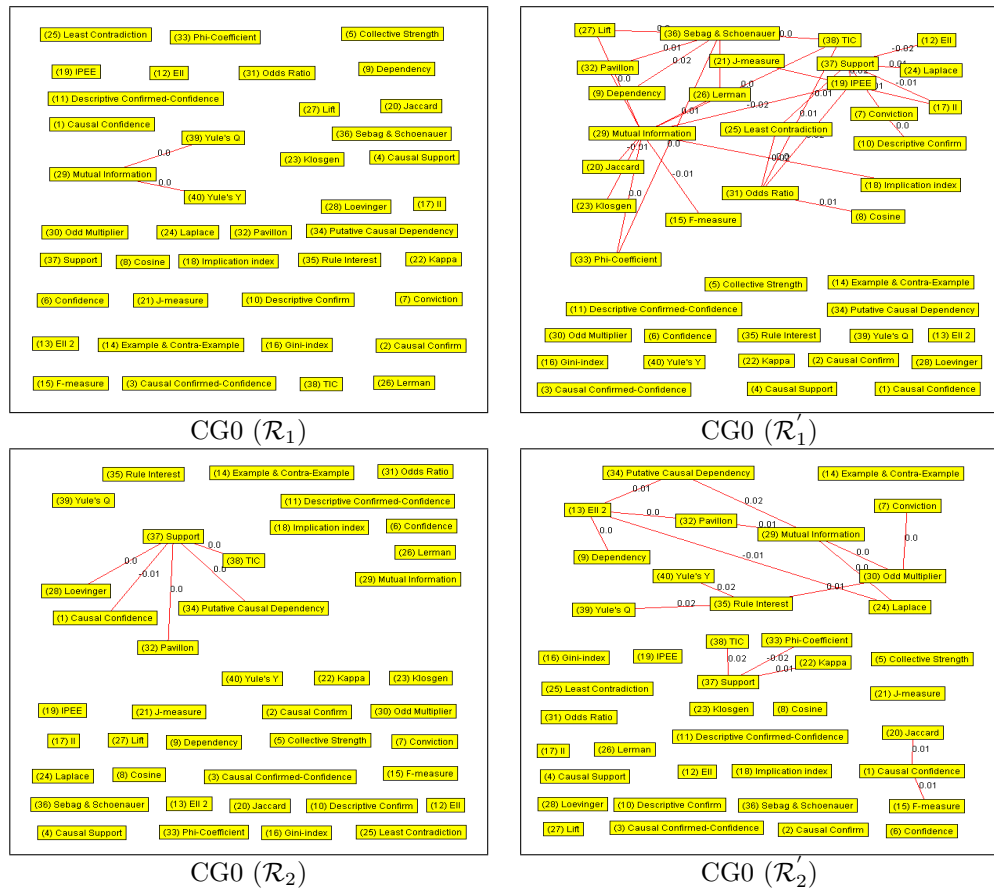 (25) Least Contradiction
(33) Phi-Coefficient
(5) Collective Strength
(19) IPEE
(12) EII
(31) Odds Ratio
(9) Dependency
(11) Descriptive Confirmed-Confidence
(27) Lift
(20) Jaccard
(1) Causal Confidence
(39) Yule's Q
(36) Sebag & Schoenauer
0.0
(23) Klosgen
(4) Causal Support
(29) Mutual Information
0.0
(40) Yule's Y
(28) Loevinger
(17) II
(30) Odd Multiplier
(24) Laplace
(32) Pavillon
(34) Putative Causal Dependency
(37) Support
(8) Cosine
(18) Implication index
(35) Rule Interest
(22) Kappa
(6) Confidence
(21) J-measure
(10) Descriptive Confirm
(7) Conviction
(13) EII 2
(14) Example & Contra-Example
(16) Gini-index
(2) Causal Confirm
(15) F-measure
(3) Causal Confirmed-Confidence
(38) TIC
(26) Lerman
CG0 (R1)
(27) Lift
(36) Sebag & Schoenauer
0.0
(38) TIC
-0.02
(12) EII
0.01
(32) Pavillon
0.02
(21) J-measure
(37) Support
0.01
(24) Laplace
0.0
(19) IPEE
-0.01
(9) Dependency
(26) Lerman
-0.02
-0.01
(17) II
0.01
(7) Conviction
(29) Mutual Information
(25) Least Contradiction
0.0
-0.01
0.0
(10) Descriptive Confirm
(20) Jaccard
-0.01
(18) Implication index
0.0
(31) Odds Ratio
0.01
(23) Klosgen
(15) F-measure
(8) Cosine
(33) Phi-Coefficient
(5) Collective Strength
(14) Example & Contra-Example
(11) Descriptive Confirmed-Confidence
(34) Putative Causal Dependency
(30) Odd Multiplier
(6) Confidence
(35) Rule Interest
(39) Yule's Q
(13) EII 2
(16) Gini-index
(40) Yule's Y
(22) Kappa
(2) Causal Confirm
(28) Loevinger
(3) Causal Confirmed-Confidence
(4) Causal Support
(1) Causal Confidence
CG0 (R′1)
(35) Rule Interest
(14) Example & Contra-Example
(31) Odds Ratio
(39) Yule's Q
(11) Descriptive Confirmed-Confidence
(37) Support
(18) Implication index
(6) Confidence
0.0
(26) Lerman
0.0
(38) TIC
-0.01
0.0
0.0
(29) Mutual Information
(28) Loevinger
(34) Putative Causal Dependency
(1) Causal Confidence
(32) Pavillon
(40) Yule's Y
(22) Kappa
(23) Klosgen
(19) IPEE
(21) J-measure
(2) Causal Confirm
(30) Odd Multiplier
(17) II
(27) Lift
(9) Dependency
(5) Collective Strength
(7) Conviction
(24) Laplace
(8) Cosine
(3) Causal Confirmed-Confidence
(15) F-measure
(36) Sebag & Schoenauer
(13) EII 2
(20) Jaccard
(10) Descriptive Confirm
(12) EII
(4) Causal Support
(33) Phi-Coefficient
(16) Gini-index
(25) Least Contradiction
CG0 (R2)
(34) Putative Causal Dependency
(14) Example & Contra-Example
0.01
0.02
(7) Conviction
(13) EII 2
0.0
(32) Pavillon
0.01
(29) Mutual Information
0.0
0.0
0.0
(9) Dependency
-0.01
0.0
(40) Yule's Y
(30) Odd Multiplier
0.02
0.01
(39) Yule's Q
0.02
(35) Rule Interest
(24) Laplace
(38) TIC
(33) Phi-Coefficient
(16) Gini-index
(19) IPEE
0.02
-0.02
(22) Kappa
(5) Collective Strength
0.01
(25) Least Contradiction
(37) Support
(21) J-measure
(31) Odds Ratio
(23) Klosgen
(8) Cosine
(20) Jaccard
(17) II
(26) Lerman
(11) Descriptive Confirmed-Confidence
0.01
(4) Causal Support
(12) EII
(18) Implication index
(1) Causal Confidence
0.01
(28) Loevinger
(10) Descriptive Confirm
(36) Sebag & Schoenauer
(15) F-measure
(27) Lift
(3) Causal Confirmed-Confidence
(2) Causal Confirm
(6) Confidence
CG0 (R′2)